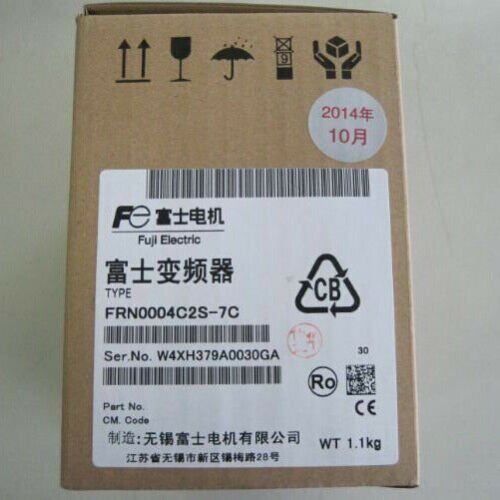 9
2014年
10月
Fe 富士电机
Fuji Electric
富士变频器
TYPE
FRN0004C2S-7C
CB
Ser.No. W4XH379A0030GA
30
Ro
Part No.
CM. Code
CE
制造:无锡富士电机有限公司
WT 1.1kg
江苏省无锡市新区锡梅路28号